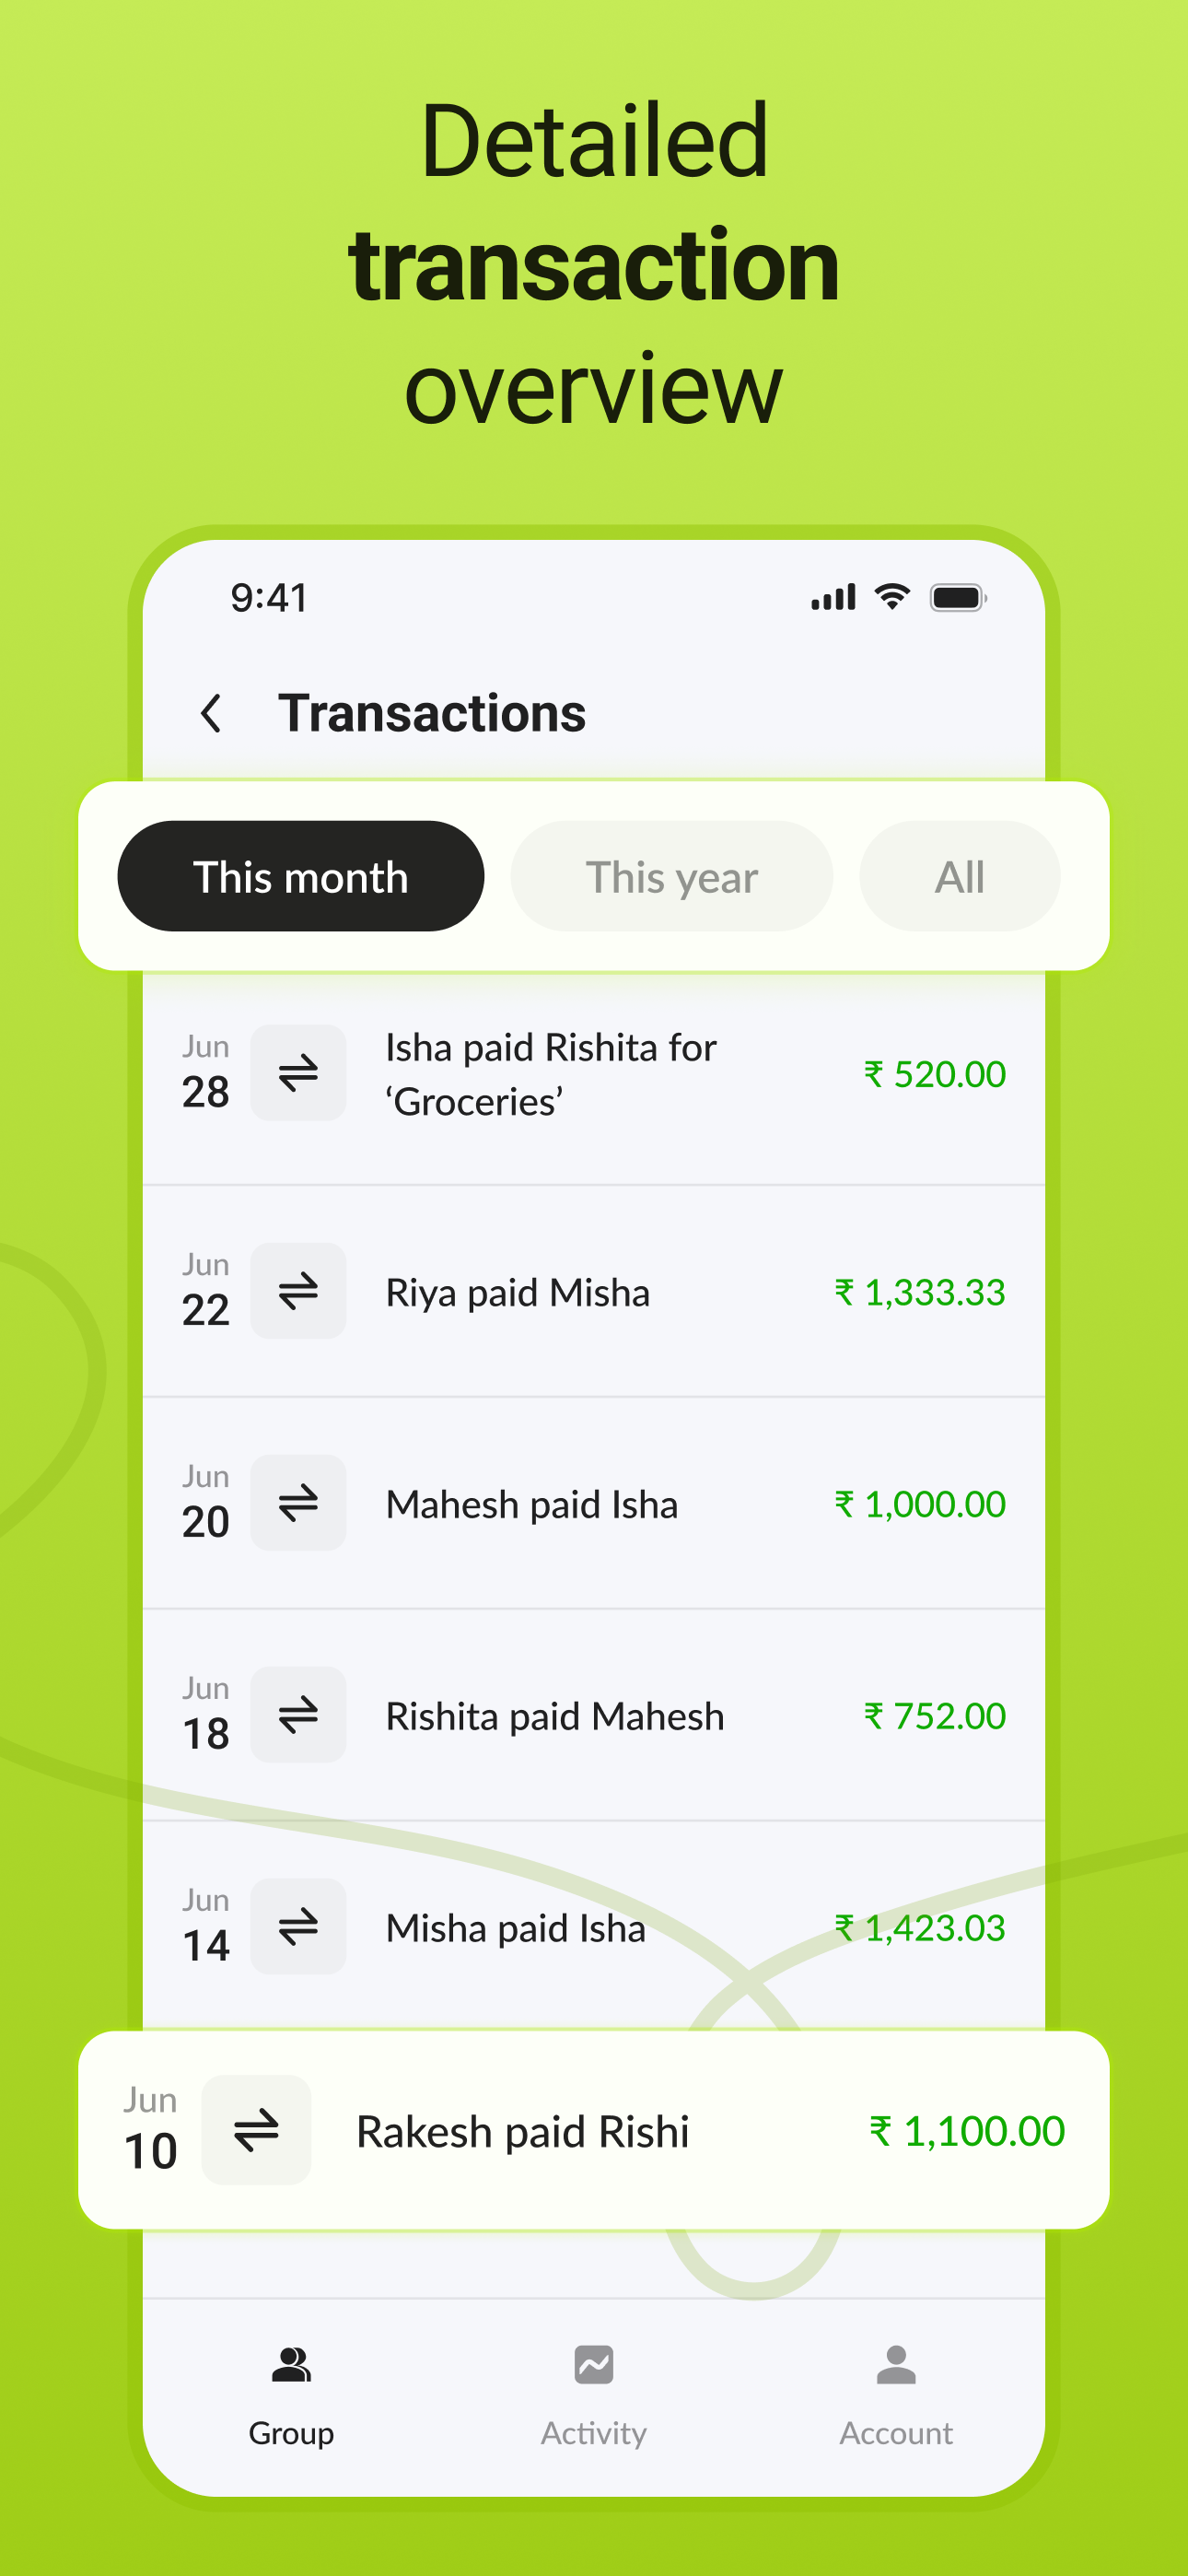 Detailed
transaction
overview
9:41
Transactions
This month This year All
Jun
28
Isha paid Rishita for
‘Groceries’
₹ 520.00
Jun
22
Riya paid Misha
₹ 1,333.33
Jun
20
Mahesh paid Isha
₹ 1,000.00
Jun
18
Rishita paid Mahesh
₹ 752.00
Jun
14
Misha paid Isha
₹ 1,423.03
Jun
10
Rakesh paid Rishi
₹ 1,100.00
Group Activity Account